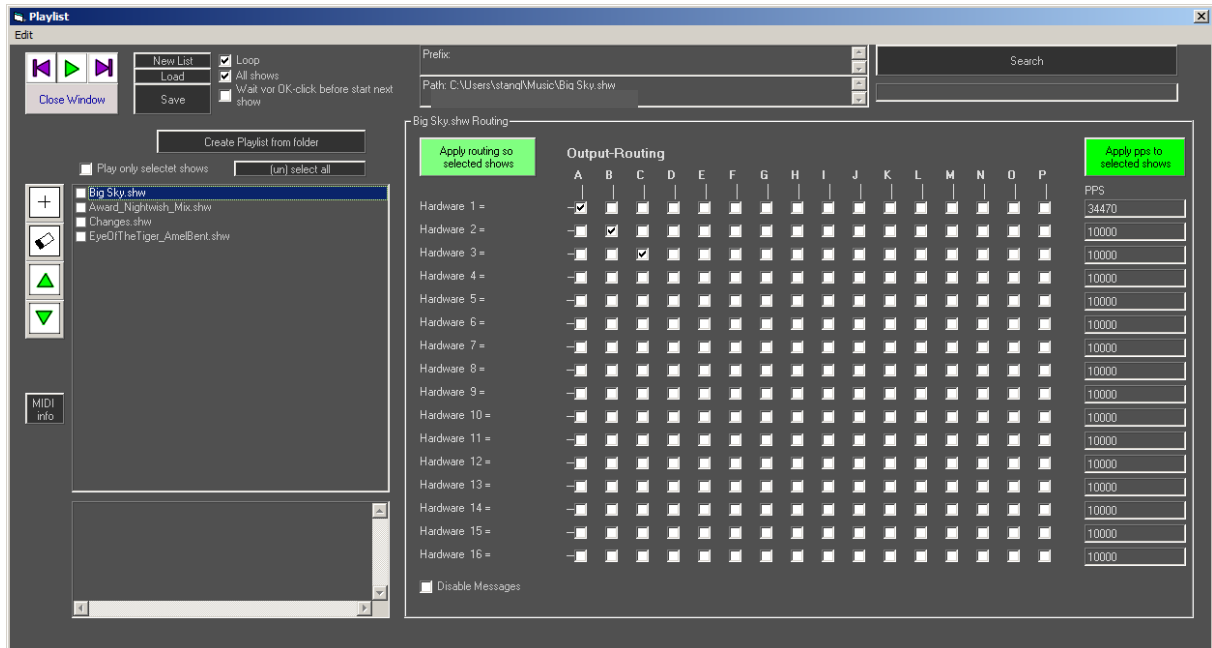 Playlist
Edit
New List
Load
Save
Close Window
Loop
All shows
Wait vor OK-click before start next
show
Prefix:
Path: C:\Users\stangl\Music\Big Sky.shw
Search
Create Playlist from folder
Play only selectet shows
(un) select all
Big Sky.shw
Award_Nightwish_Mix.shw
Changes.shw
EyeOfTheTiger_AmelBent.shw
MIDI
info
Big Sky.shw Routing
Apply routing so
selected shows
Output-Routing
Apply pps to
selected shows
A B C D E F G H I J K L M N O P
PPS
Hardware 1 = 34470
Hardware 2 = 10000
Hardware 3 = 10000
Hardware 4 = 10000
Hardware 5 = 10000
Hardware 6 = 10000
Hardware 7 = 10000
Hardware 8 = 10000
Hardware 9 = 10000
Hardware 10 = 10000
Hardware 11 = 10000
Hardware 12 = 10000
Hardware 13 = 10000
Hardware 14 = 10000
Hardware 15 = 10000
Hardware 16 = 10000
Disable Messages